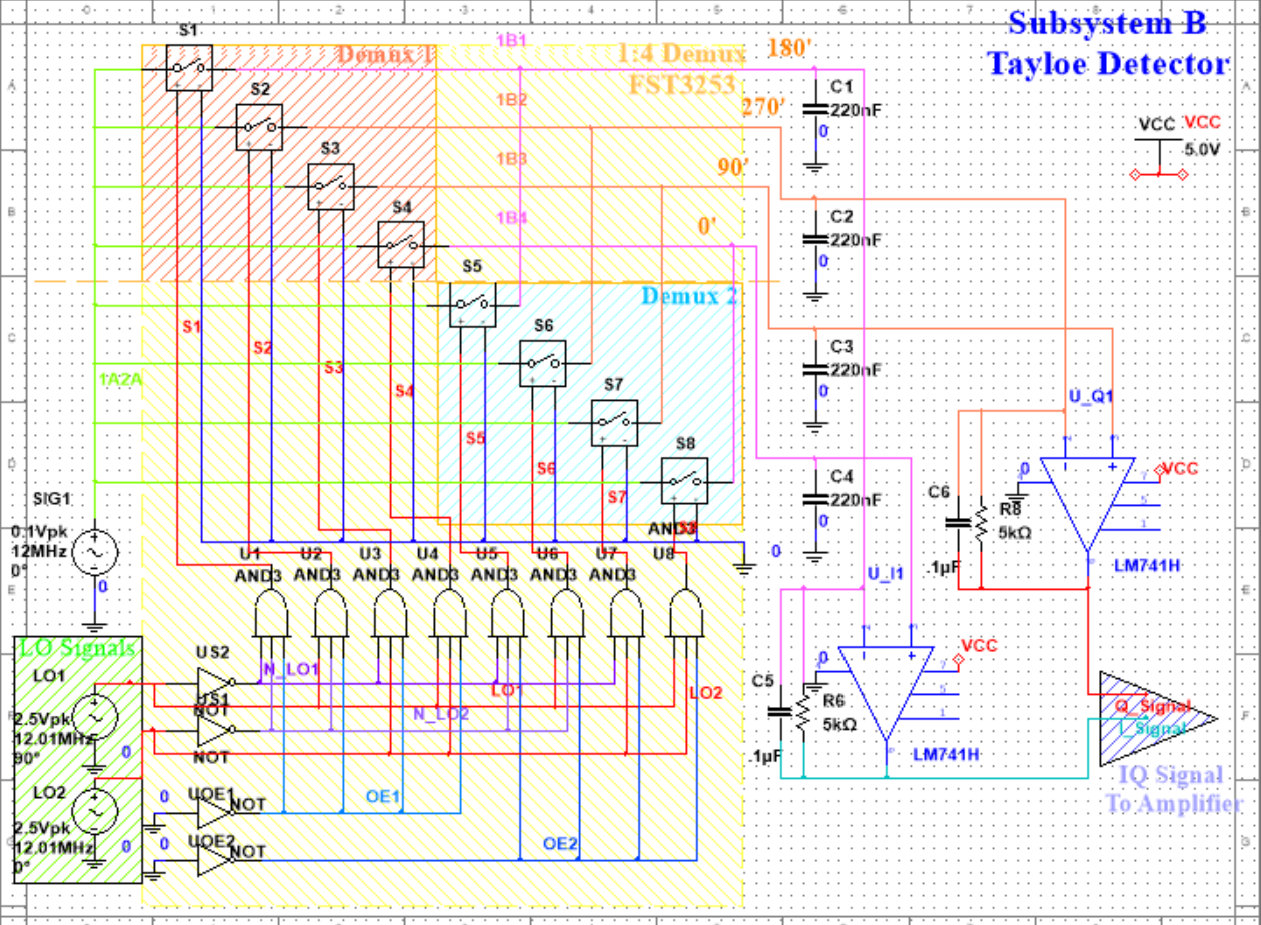 Subsystem B
Tayloe Detector
S1
Demux 1
1B1
1:4 Demux
FST3253
180'
S2
1B2
270'
C1
220nF
0
VCC
VCC
5.0V
S3
1B3
90'
S4
1B4
0'
C2
220nF
0
S5
Demux 2
S1
S2
S3
S4
S6
C3
220nF
0
1A2A
S7
U_Q1
S5
S6
S7
S8
C4
220nF
0
0
VCC
SIG1
0.1Vpk
12MHz
0°
0
AND3
C6
R8
5kΩ
.1µF
LM741H
U1
U2
U3
U4
U5
U6
U7
U8
0
AND3
AND3
AND3
AND3
AND3
AND3
AND3
U_I1
LO Signals
LO1
2.5Vpk
12.01MHz
90°
0
US2
NOT
US1
NOT
N_LO1
LO1
LO2
N_LO2
0
VCC
C5
R6
5kΩ
.1µF
LM741H
Q_Signal
I_Signal
IQ Signal
To Amplifier
LO2
2.5Vpk
12.01MHz
0°
0
0
UOE1
NOT
OE1
0
UOE2
NOT
OE2